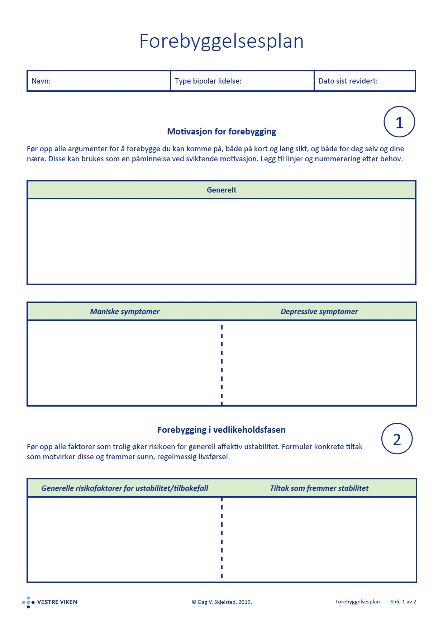 Forebyggelsesplan
Navn: Type bipolar lidelse: Dato sist revidert:
1
Motivasjon for forebygging
Før opp alle argumenter for å forebygge du kan komme på, både på kort og lang sikt, og både for deg selv og dine
nære. Disse kan brukes som en påminnelse ved sviktende motivasjon. Legg til linjer og nummerering etter behov.
Generelt
Maniske symptomer Depressive symptomer
Forebygging i vedlikeholdsfasen
2
Før opp alle faktorer som trolig øker risikoen for generell affektiv ustabilitet. Formuler konkrete tiltak
som motvirker disse og fremmer sunn, regelmessig livsførsel.
Generelle risikofaktorer for ustabilitet/tilbakefall Tiltak som fremmer stabilitet
VESTRE VIKEN © Dag V. Skjelstad, 2019. Forebyggelsesplan Side 1 av 2